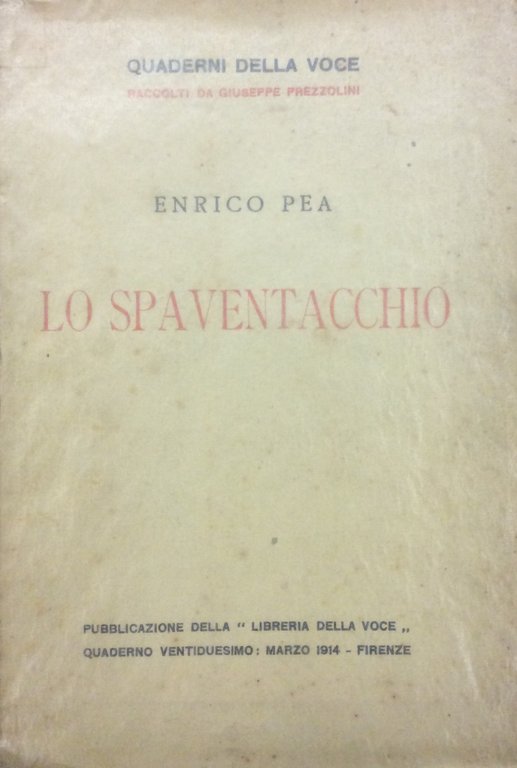 QUADERNI DELLA VOCE
RACCOLTI DA GIUSEPPE PREZZOLINI
ENRICO PEA
LO SPAVENTACCHIO
PUBBLICAZIONE DELLA " LIBRERIA DELLA VOCE „
QUADERNO VENTIDUESIMO: MARZO 1914 - FIRENZE